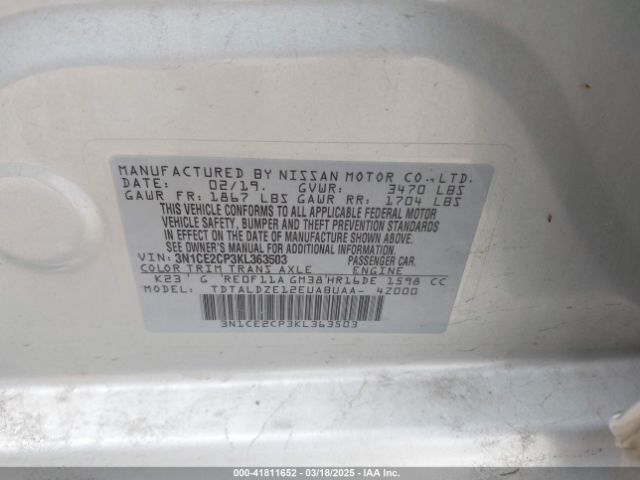 MANUFACTURED BY NISSAN MOTOR CO.,LTD.
DATE: 02/19. GVWR: 3470 LBS
GAWR FR: 1867 LBS GAWR RR: 1704 LBS
THIS VEHICLE CONFORMS TO ALL APPLICABLE FEDERAL MOTOR
VEHICLE SAFETY, BUMPER, AND THEFT PREVENTION STANDARDS
IN EFFECT ON THE DATE OF MANUFACTURE SHOWN ABOVE.
SEE OWNER'S MANUAL FOR ADDITIONAL INFORMATION.
VIN: 3N1CE2CP3KL363503 PASSENGER CAR.
COLOR TRIM TRANS AXLE ENGINE
K23 G RE0F11A GM38 HR16DE 1598 CC
MODEL: TDTALDZE12EUABUAA- 4Z000
3N1CE2CP3KL363503
000-41811652 — 03/18/2025 — IAA Inc.